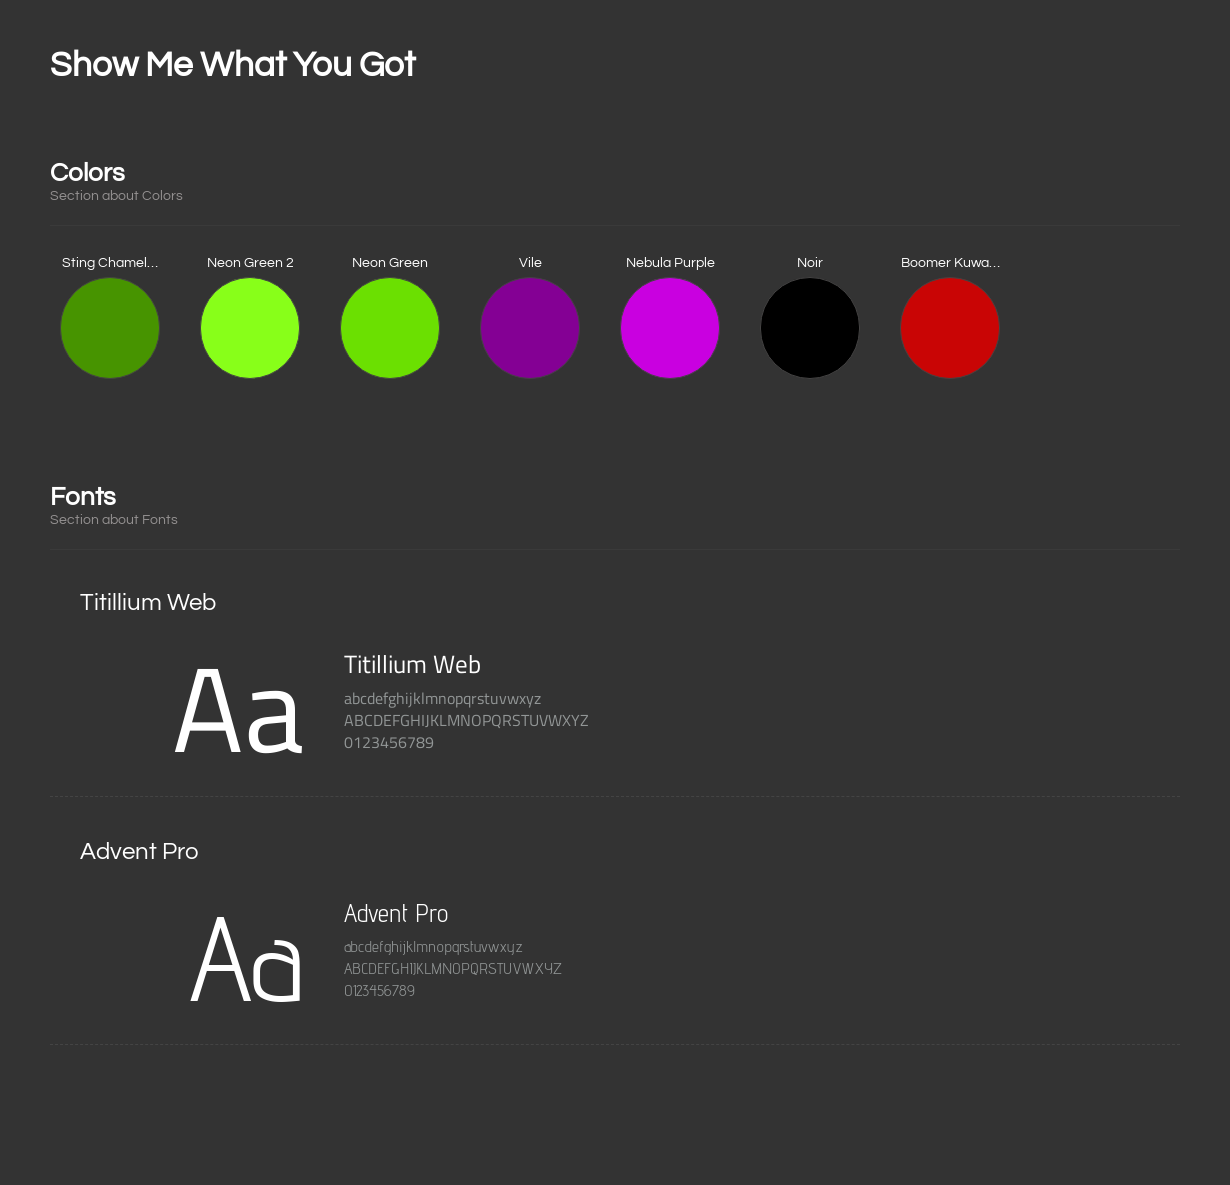 Show Me What You Got
Colors
Section about Colors
Sting Chamel... Neon Green 2 Neon Green Vile Nebula Purple Noir Boomer Kuwa...
Fonts
Section about Fonts
Titillium Web
Aa
Titillium Web
abcdefghijklmnopqrstuvwxyz
ABCDEFGHIJKLMNOPQRSTUVWXYZ
0123456789
Advent Pro
Aa
Advent Pro
abcdefghijklmnopqrstuvwxyz
ABCDEFGHIJKLMNOPQRSTUVWXYZ
0123456789